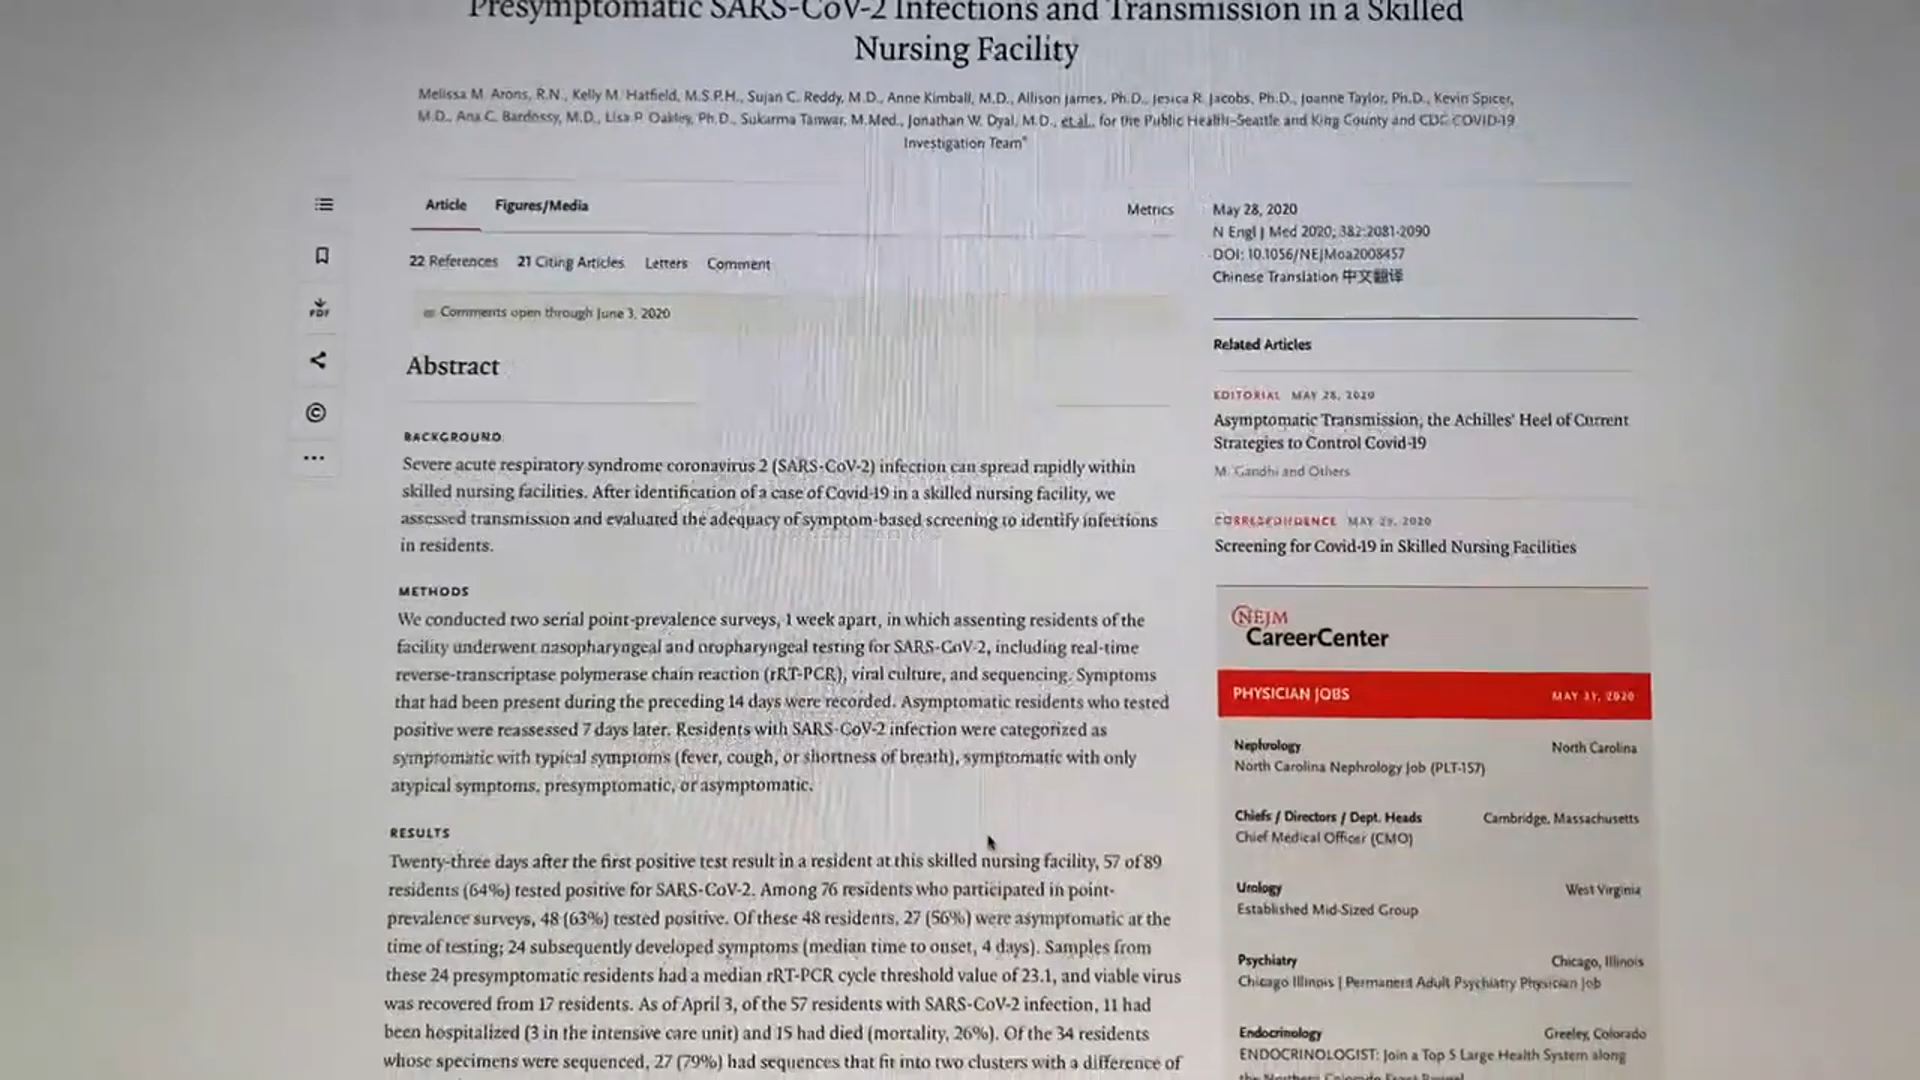 Presymptomatic SARS-CoV-2 Infections and Transmission in a Skilled
Nursing Facility
Melissa M. Arons, R.N., Kelly M. Hatfield, M.S.P.H., Sujan C. Reddy, M.D., Anne Kimball, M.D., Allison James, Ph.D., Jesica R. Jacobs, Ph.D., Joanne Taylor, Ph.D., Kevin Spicer,
M.D., Ana C. Bardossy, M.D., Lisa P. Oakley, Ph.D., Sukarma Tanwar, M.Med., Jonathan W. Dyal, M.D., et al., for the Public Health–Seattle and King County and CDC COVID-19
Investigation Team*
Article Figures/Media Metrics
22 References 21 Citing Articles Letters Comment
Comments open through June 3, 2020
PDF
Abstract
BACKGROUND
Severe acute respiratory syndrome coronavirus 2 (SARS-CoV-2) infection can spread rapidly within
skilled nursing facilities. After identification of a case of Covid-19 in a skilled nursing facility, we
assessed transmission and evaluated the adequacy of symptom-based screening to identify infections
in residents.
METHODS
We conducted two serial point-prevalence surveys, 1 week apart, in which assenting residents of the
facility underwent nasopharyngeal and oropharyngeal testing for SARS-CoV-2, including real-time
reverse-transcriptase polymerase chain reaction (rRT-PCR), viral culture, and sequencing. Symptoms
that had been present during the preceding 14 days were recorded. Asymptomatic residents who tested
positive were reassessed 7 days later. Residents with SARS-CoV-2 infection were categorized as
symptomatic with typical symptoms (fever, cough, or shortness of breath), symptomatic with only
atypical symptoms, presymptomatic, or asymptomatic.
RESULTS
Twenty-three days after the first positive test result in a resident at this skilled nursing facility, 57 of 89
residents (64%) tested positive for SARS-CoV-2. Among 76 residents who participated in point-
prevalence surveys, 48 (63%) tested positive. Of these 48 residents, 27 (56%) were asymptomatic at the
time of testing; 24 subsequently developed symptoms (median time to onset, 4 days). Samples from
these 24 presymptomatic residents had a median rRT-PCR cycle threshold value of 23.1, and viable virus
was recovered from 17 residents. As of April 3, of the 57 residents with SARS-CoV-2 infection, 11 had
been hospitalized (3 in the intensive care unit) and 15 had died (mortality, 26%). Of the 34 residents
whose specimens were sequenced, 27 (79%) had sequences that fit into two clusters with a difference of
May 28, 2020
N Engl J Med 2020; 382:2081-2090
DOI: 10.1056/NEJMoa2008457
Chinese Translation 中文翻译
Related Articles
EDITORIAL MAY 28, 2020
Asymptomatic Transmission, the Achilles' Heel of Current
Strategies to Control Covid-19
M. Gandhi and Others
CORRESPONDENCE MAY 29, 2020
Screening for Covid-19 in Skilled Nursing Facilities
NEJM
CareerCenter
PHYSICIAN JOBS MAY 31, 2020
Nephrology North Carolina
North Carolina Nephrology Job (PLT-157)
Chiefs / Directors / Dept. Heads Cambridge, Massachusetts
Chief Medical Officer (CMO)
Urology West Virginia
Established Mid-Sized Group
Psychiatry Chicago, Illinois
Chicago Illinois | Permanent Adult Psychiatry Physician Job
Endocrinology Greeley, Colorado
ENDOCRINOLOGIST: Join a Top 5 Large Health System along
the Northern Colorado Front Range!